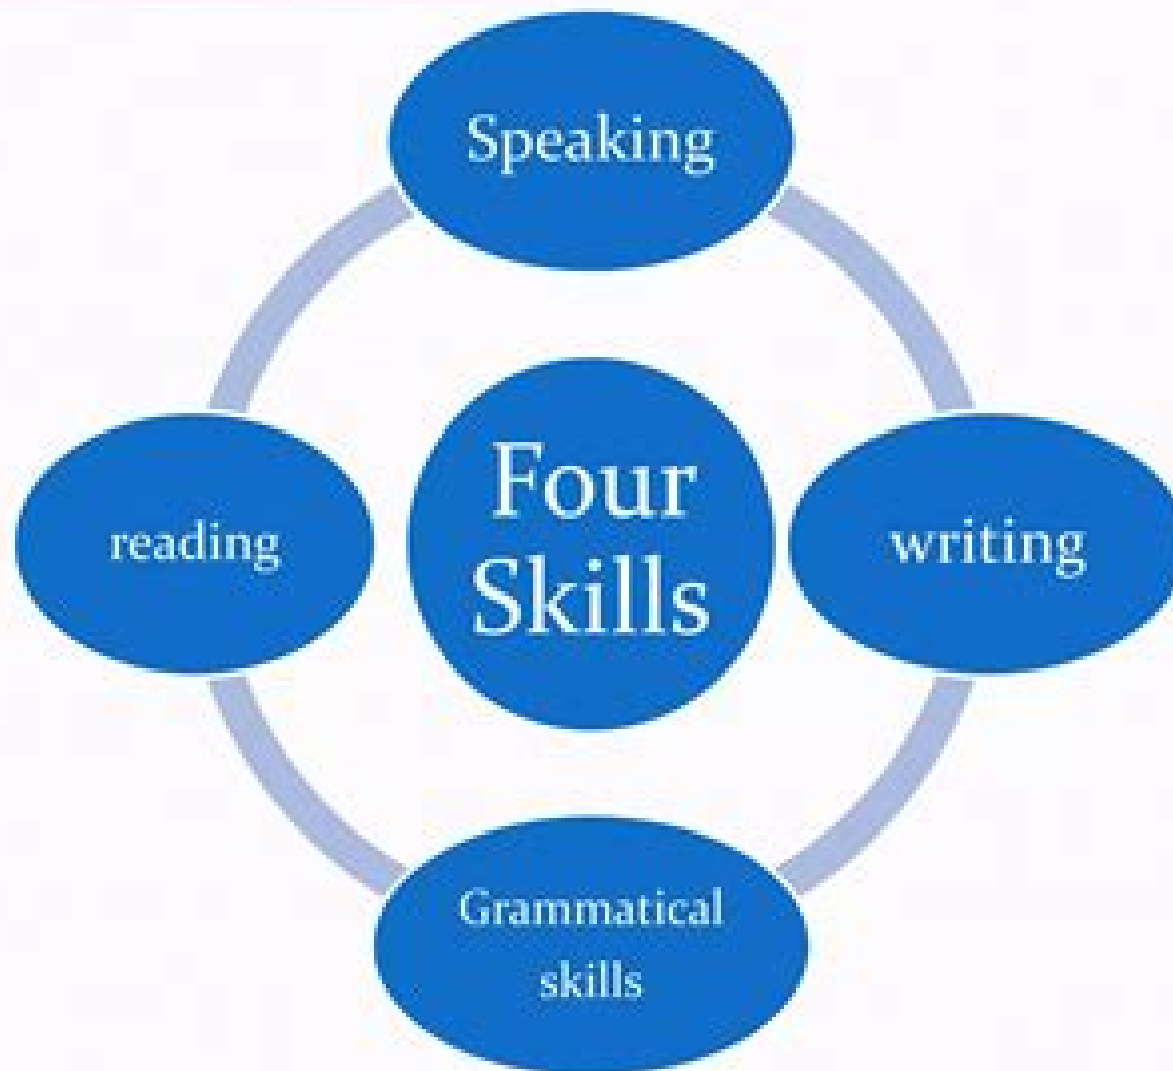 Speaking
reading
Four
Skills
writing
Grammatical
skills